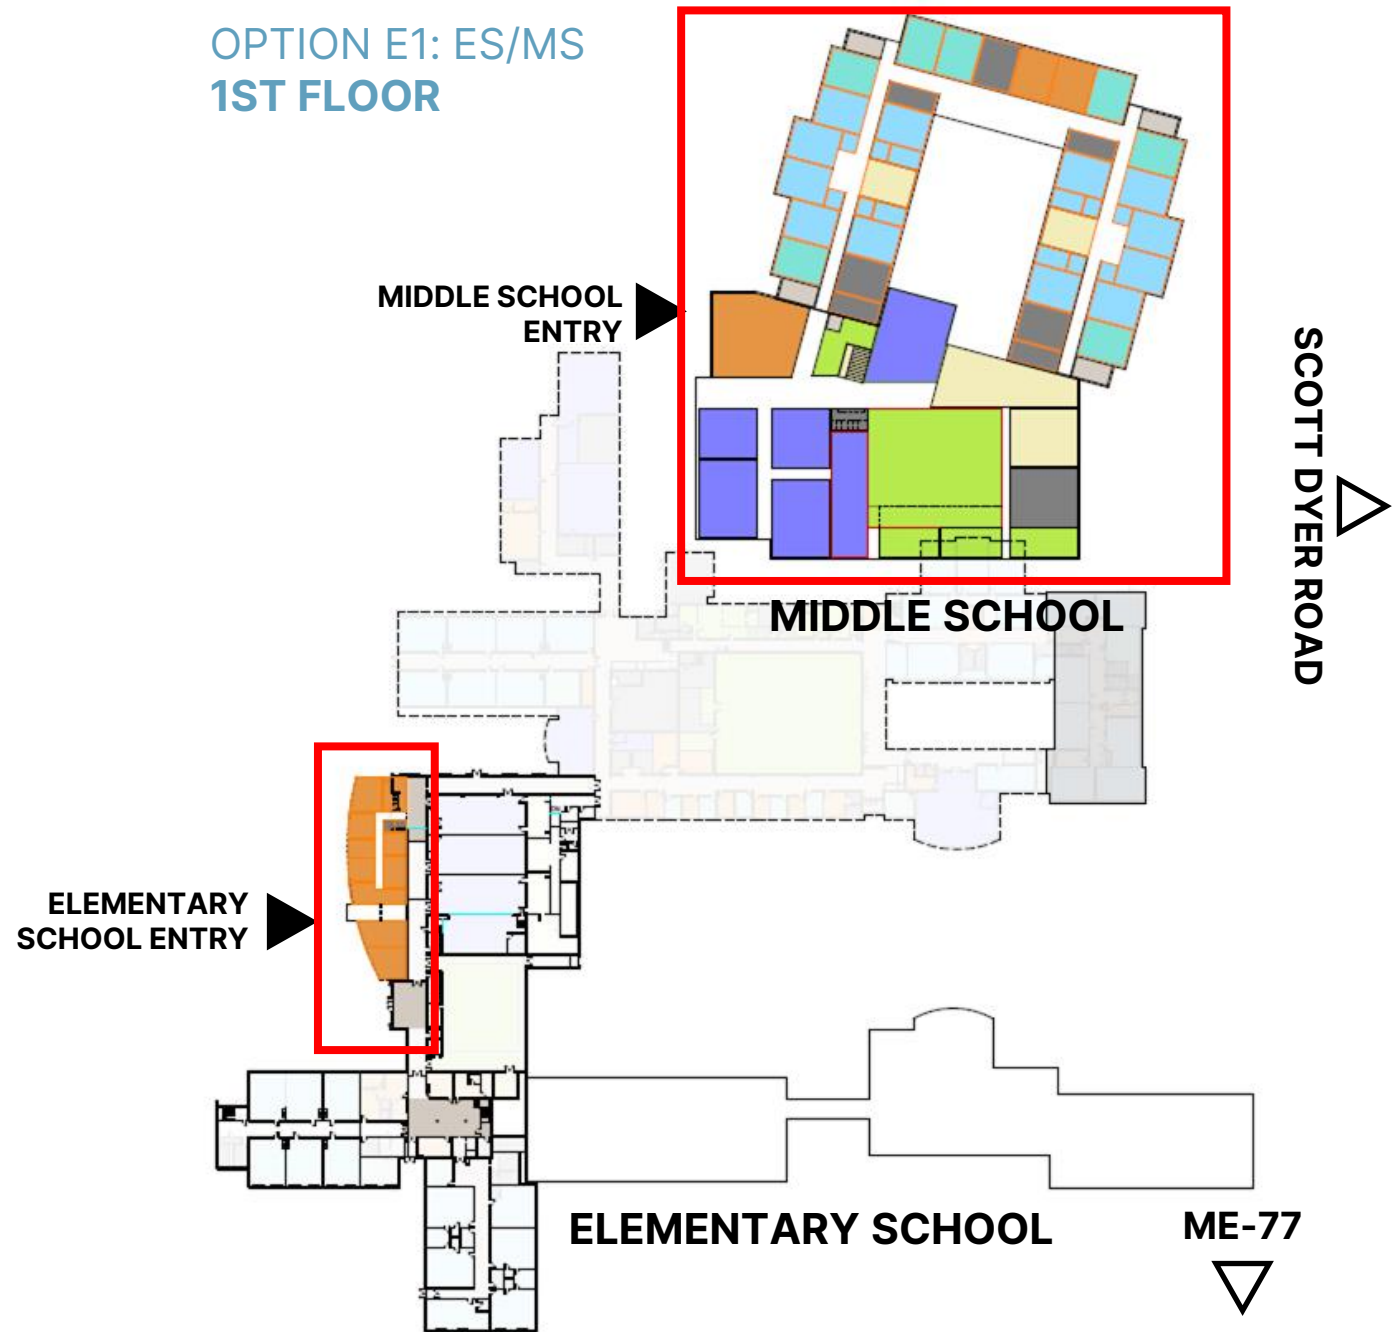 OPTION E1: ES/MS
1ST FLOOR
MIDDLE SCHOOL
ENTRY
SCOTT DYER ROAD
MIDDLE SCHOOL
ELEMENTARY
SCHOOL ENTRY
ELEMENTARY SCHOOL
ME-77